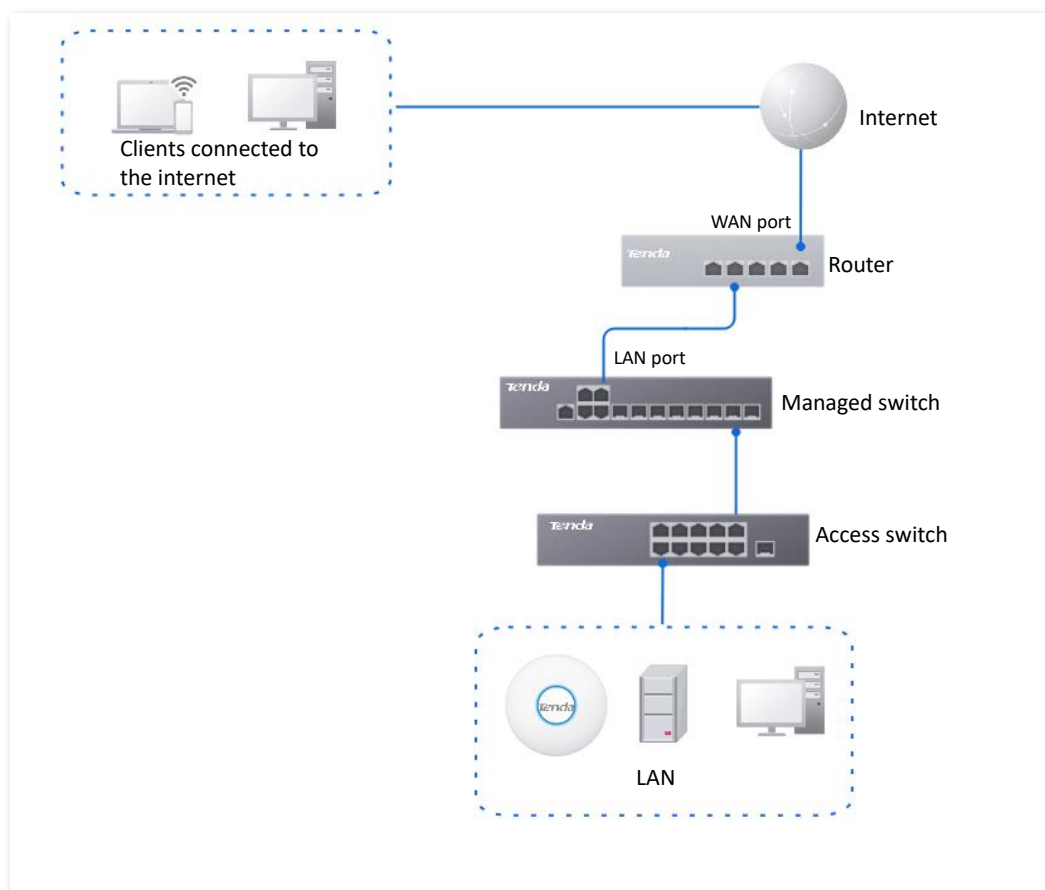 Clients connected to
the internet
Internet
WAN port
Tenda
Router
LAN port
Tenda
Managed switch
Tenda
Access switch
Tenda
LAN